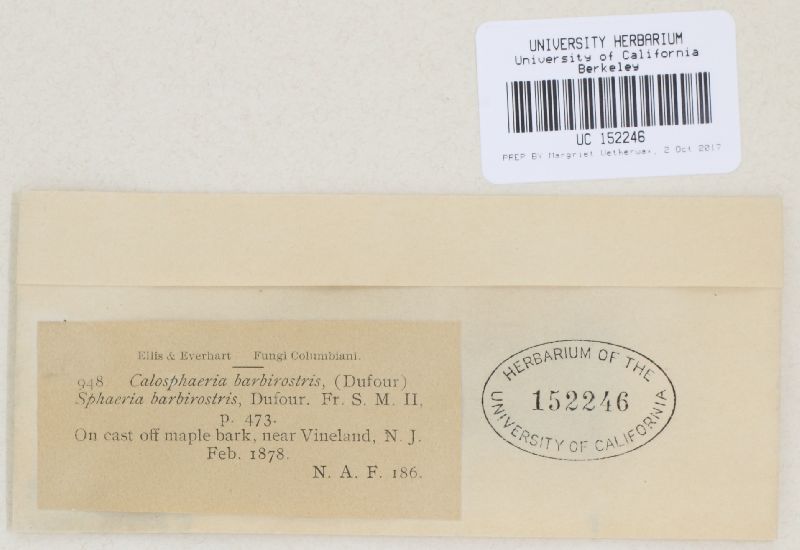 UNIVERSITY HERBARIUM
University of California
Berkeley
UC 152246
PREP BY Margriet Wetherwax, 2 Oct 2017
Ellis & Everhart Fungi Columbiani.
948 Calosphaeria barbirostris, (Dufour)
Sphaeria barbirostris, Dufour. Fr. S. M. II,
p. 473.
On cast off maple bark, near Vineland, N. J.
Feb. 1878.
N. A. F. 186.
HERBARIUM OF THE
152246
UNIVERSITY OF CALIFORNIA